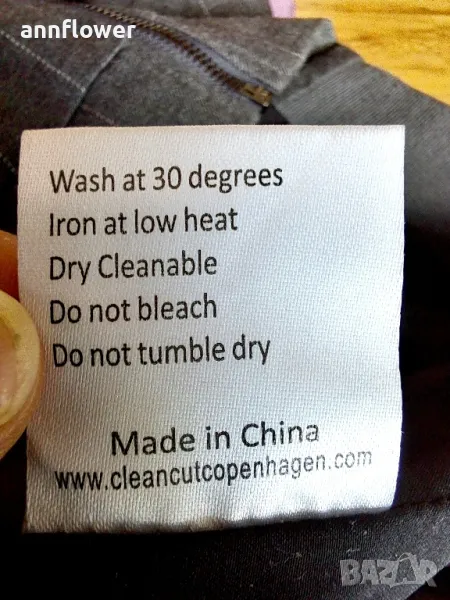 annflower
Wash at 30 degrees
Iron at low heat
Dry Cleanable
Do not bleach
Do not tumble dry
Made in China
www.cleancutcopenhagen.com
BAZAR